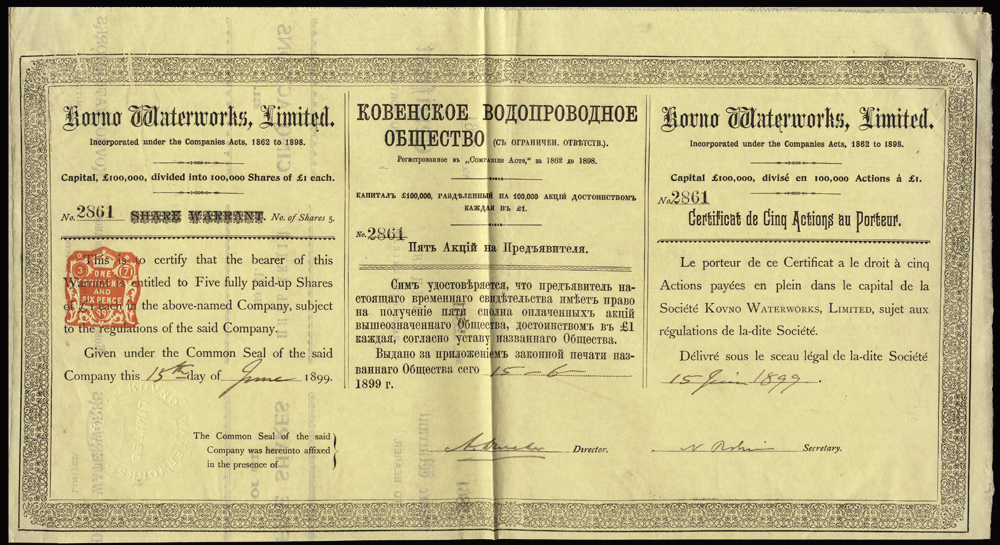 Kovno Waterworks, Limited.
Incorporated under the Companies Acts, 1862 to 1898.
Capital, £100,000, divided into 100,000 Shares of £1 each.
No. 2861 SHARE WARRANT. No. of Shares 5.
This is to certify that the bearer of this
Warrant is entitled to Five fully paid-up Shares
of £1 each in the above-named Company, subject
to the regulations of the said Company.
Given under the Common Seal of the said
Company this 15th day of June 1899.
The Common Seal of the said
Company was hereunto affixed
in the presence of
КОВЕНСКОЕ ВОДОПРОВОДНОЕ
ОБЩЕСТВО (СЪ ОГРАНИЧЕН. ОТВѢТСТВ.).
Регистрованное въ „Companies Acts,“ за 1862 до 1898.
КАПИТАЛЪ £100,000, РАЗДѢЛЕННЫЙ НА 100,000 АКЦІЙ ДОСТОИНСТВОМЪ
КАЖДАЯ ВЪ £1.
No. 2861
Пять Акцій на Предъявителя.
Симъ удостовѣряется, что предъявитель на-
стоящаго временнаго свидѣтельства имѣетъ право
на полученіе пяти сполна оплаченныхъ акцій
вышеозначеннаго Общества, достоинствомъ въ £1
каждая, согласно уставу названнаго Общества.
Выдано за приложеніемъ законной печати наз-
ваннаго Общества сего 15-6
1899 г.
Director.
Kovno Waterworks, Limited.
Incorporated under the Companies Acts, 1862 to 1898.
Capital, £100,000, divisé en 100,000 Actions à £1.
No. 2861
Certificat de Cinq Actions au Porteur.
Le porteur de ce Certificat a le droit à cinq
Actions payées en plein dans le capital de la
Société Kovno Waterworks, Limited, sujet aux
régulations de la-dite Société.
Délivré sous le sceau légal de la-dite Société
15 Juin 1899.
Secretary.
ONE
AND
SIX PENCE